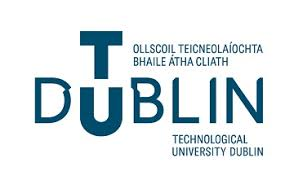 OLLSCOIL TEICNEOLAÍOCHTA
BHAILE ÁTHA CLIATH
TU DUBLIN
TECHNOLOGICAL
UNIVERSITY DUBLIN